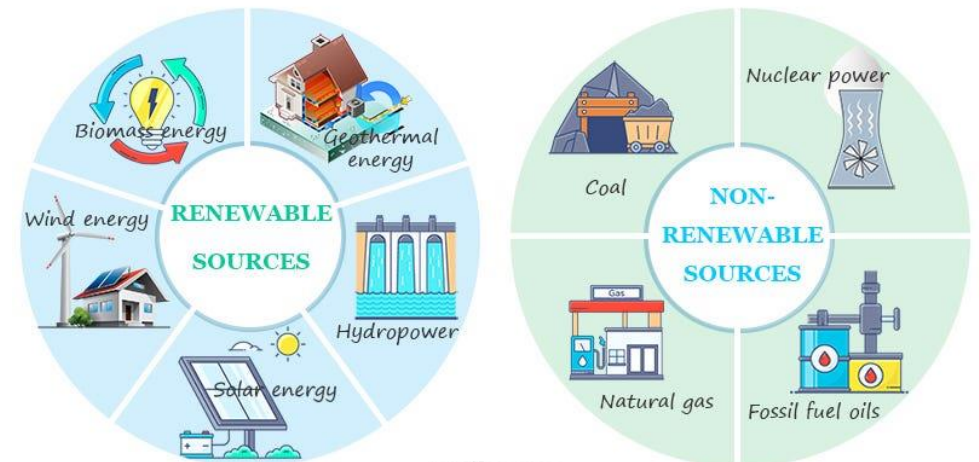 Biomass energy
Geothermal
energy
Wind energy
RENEWABLE
SOURCES
Hydropower
Solar energy
Coal
Nuclear power
NON-
RENEWABLE
SOURCES
Gas
Natural gas
Fossil fuel oils